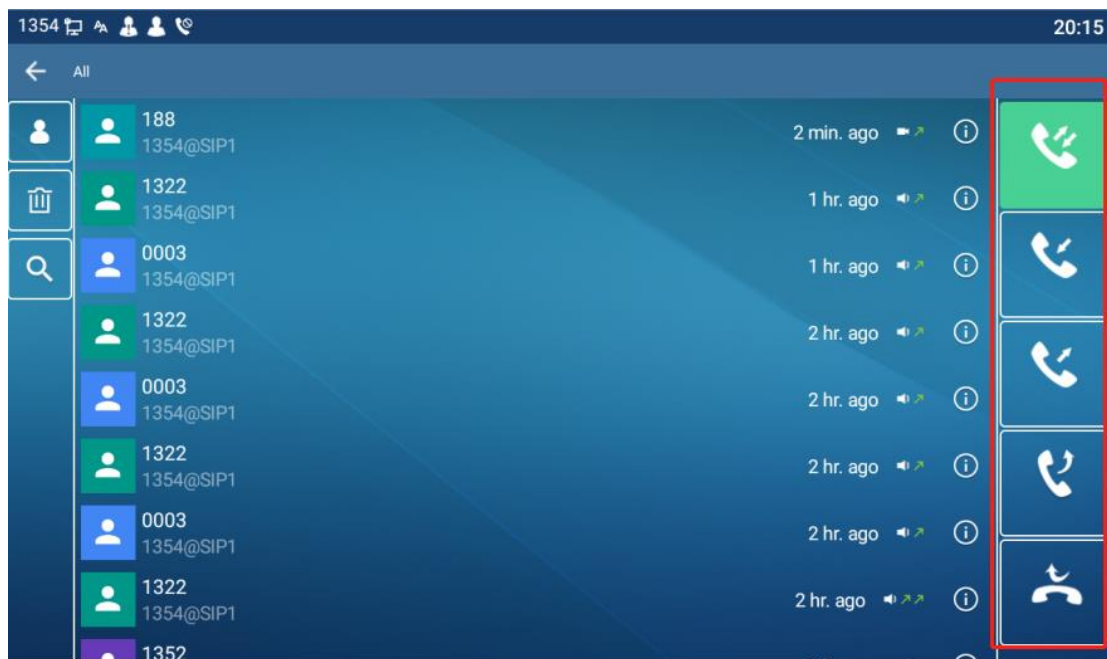 1354 20:15
All
188
1354@SIP1
2 min. ago
1322
1354@SIP1
1 hr. ago
0003
1354@SIP1
1 hr. ago
1322
1354@SIP1
2 hr. ago
0003
1354@SIP1
2 hr. ago
1322
1354@SIP1
2 hr. ago
0003
1354@SIP1
2 hr. ago
1322
1354@SIP1
2 hr. ago
1352